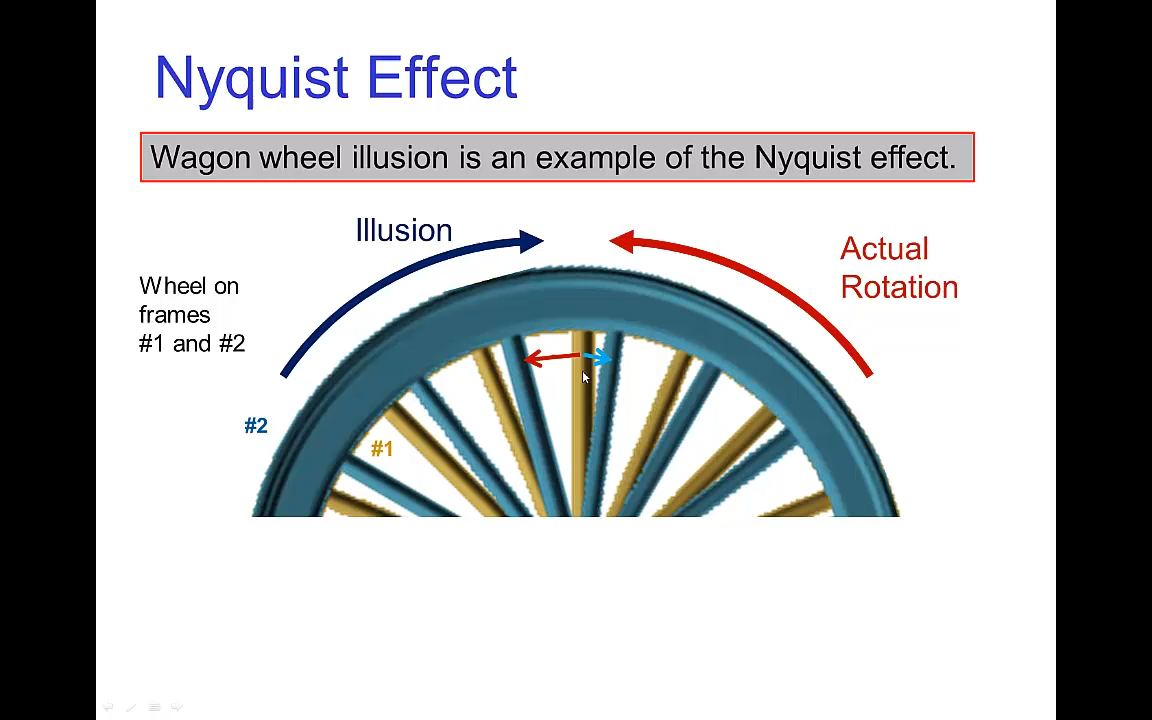 Nyquist Effect
Wagon wheel illusion is an example of the Nyquist effect.
Illusion
Actual
Rotation
Wheel on
frames
#1 and #2
#2
#1